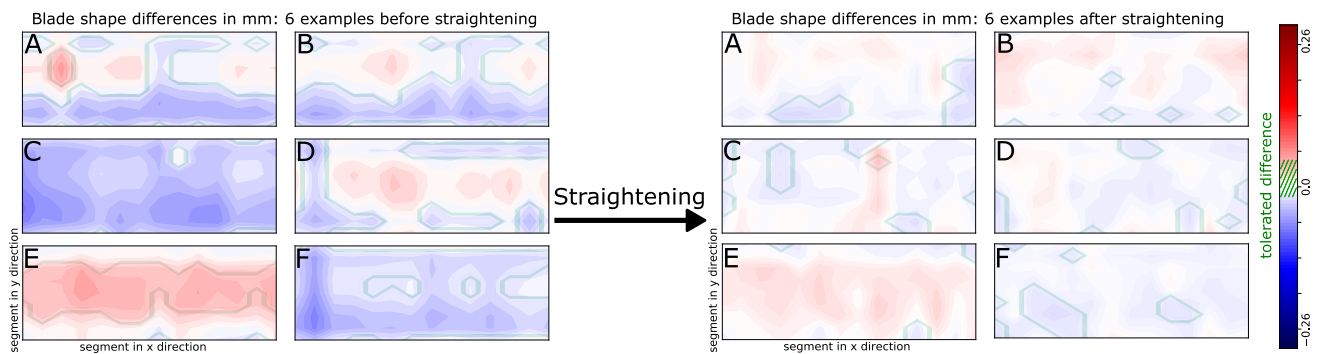 Blade shape differences in mm: 6 examples before straightening
Blade shape differences in mm: 6 examples after straightening
A
B
A
B
C
D
C
D
E
F
E
F
Straightening
segment in y direction
segment in x direction
segment in y direction
segment in x direction
tolerated difference
0.26
0.0
−0.26